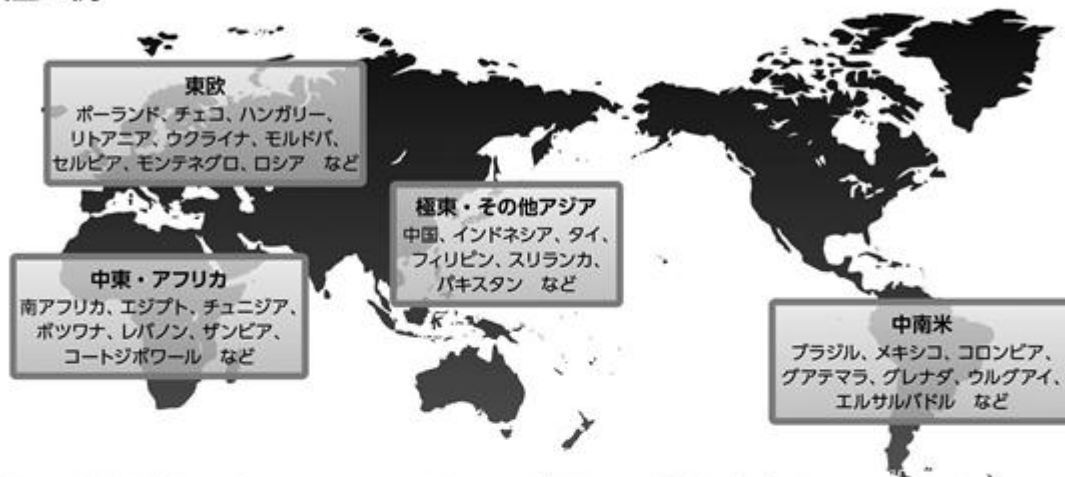 東欧
ポーランド、チェコ、ハンガリー、
リトアニア、ウクライナ、モルドバ、
セルビア、モンテネグロ、ロシア　など
極東・その他アジア
中国、インドネシア、タイ、
フィリピン、スリランカ、
パキスタン　など
中東・アフリカ
南アフリカ、エジプト、チュニジア、
ボツワナ、レバノン、ザンビア、
コートジボワール　など
中南米
ブラジル、メキシコ、コロンビア、
グアテマラ、グレナダ、ウルグアイ、
エルサルバドル　など